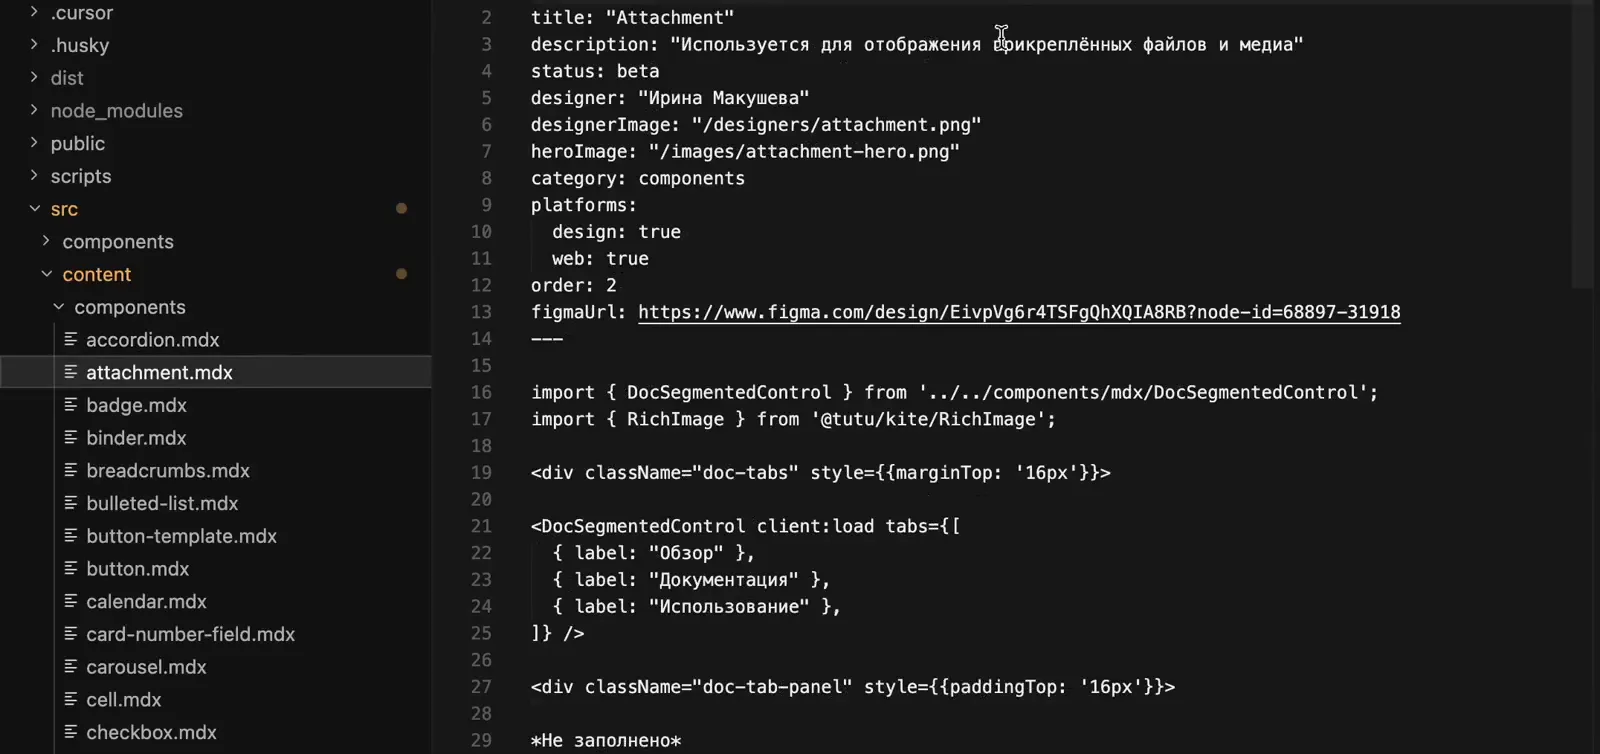 .cursor
.husky
dist
node_modules
public
scripts
src
components
content
components
accordion.mdx
attachment.mdx
badge.mdx
binder.mdx
breadcrumbs.mdx
bulleted-list.mdx
button-template.mdx
button.mdx
calendar.mdx
card-number-field.mdx
carousel.mdx
cell.mdx
checkbox.mdx
2 title: "Attachment"
3 description: "Используется для отображения прикреплённых файлов и медиа"
4 status: beta
5 designer: "Ирина Макушева"
6 designerImage: "/designers/attachment.png"
7 heroImage: "/images/attachment-hero.png"
8 category: components
9 platforms:
10   design: true
11   web: true
12 order: 2
13 figmaUrl: https://www.figma.com/design/EivpVg6r4TSFgQhXQIA8RB?node-id=68897-31918
14 ---
15
16 import { DocSegmentedControl } from '../../components/mdx/DocSegmentedControl';
17 import { RichImage } from '@tutu/kite/RichImage';
18
19 <div className="doc-tabs" style={{marginTop: '16px'}}>
20
21 <DocSegmentedControl client:load tabs={[
22   { label: "Обзор" },
23   { label: "Документация" },
24   { label: "Использование" },
25 ]} />
26
27 <div className="doc-tab-panel" style={{paddingTop: '16px'}}>
28
29 *Не заполнено*